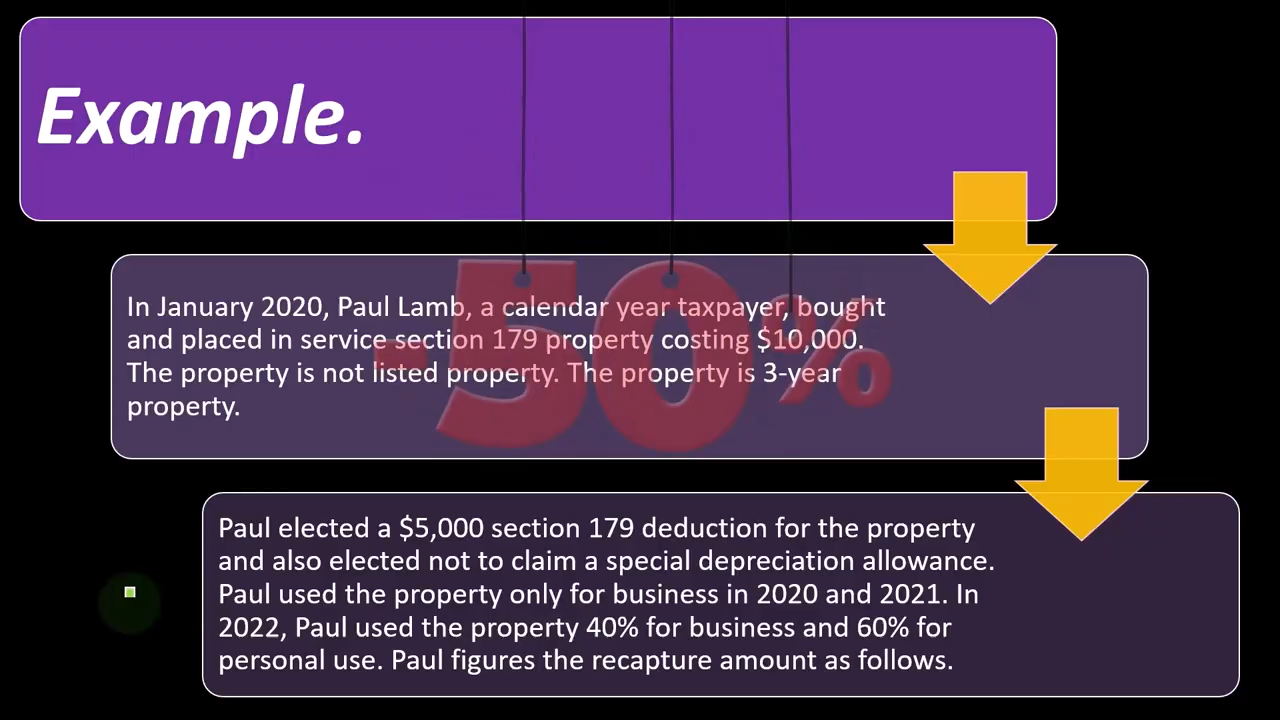 Example.
In January 2020, Paul Lamb, a calendar year taxpayer, bought
and placed in service section 179 property costing $10,000.
The property is not listed property. The property is 3-year
property.
-50%
Paul elected a $5,000 section 179 deduction for the property
and also elected not to claim a special depreciation allowance.
Paul used the property only for business in 2020 and 2021. In
2022, Paul used the property 40% for business and 60% for
personal use. Paul figures the recapture amount as follows.